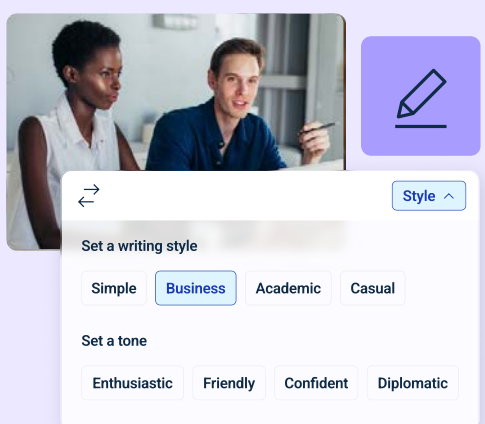 Style
Set a writing style
Simple Business Academic Casual
Set a tone
Enthusiastic Friendly Confident Diplomatic